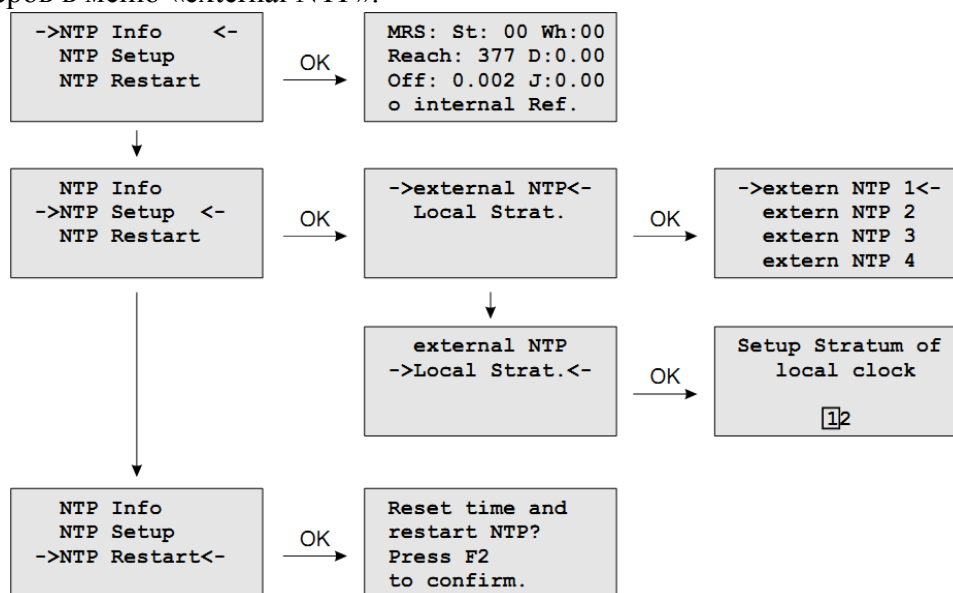 в меню «external NTP».
->NTP Info <-
NTP Setup
NTP Restart
OK
MRS: St: 00 Wh:00
Reach: 377 D:0.00
Off: 0.002 J:0.00
o internal Ref.
NTP Info
->NTP Setup <-
NTP Restart
OK
->external NTP<-
Local Strat.
OK
->extern NTP 1<-
extern NTP 2
extern NTP 3
extern NTP 4
external NTP
->Local Strat.<-
OK
Setup Stratum of
local clock
12
NTP Info
NTP Setup
->NTP Restart<-
OK
Reset time and
restart NTP?
Press F2
to confirm.